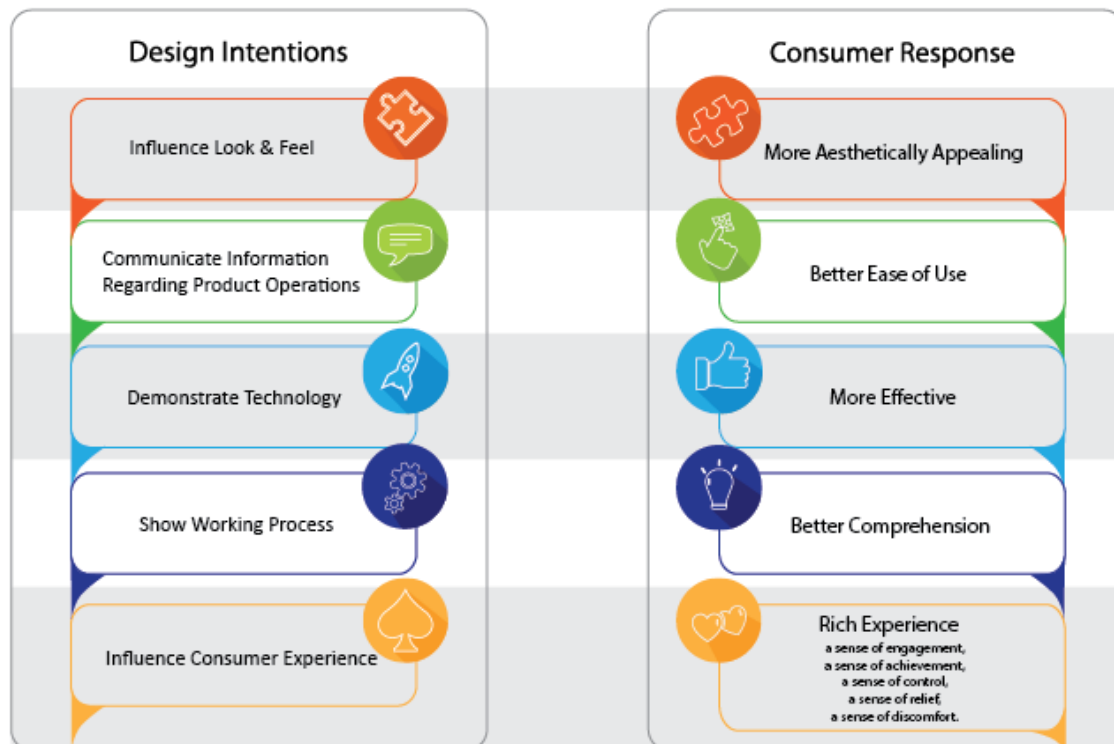 Design Intentions
Influence Look & Feel
Communicate Information
Regarding Product Operations
Demonstrate Technology
Show Working Process
Influence Consumer Experience
Consumer Response
More Aesthetically Appealing
Better Ease of Use
More Effective
Better Comprehension
Rich Experience
a sense of engagement,
a sense of achievement,
a sense of control,
a sense of relief,
a sense of discomfort.